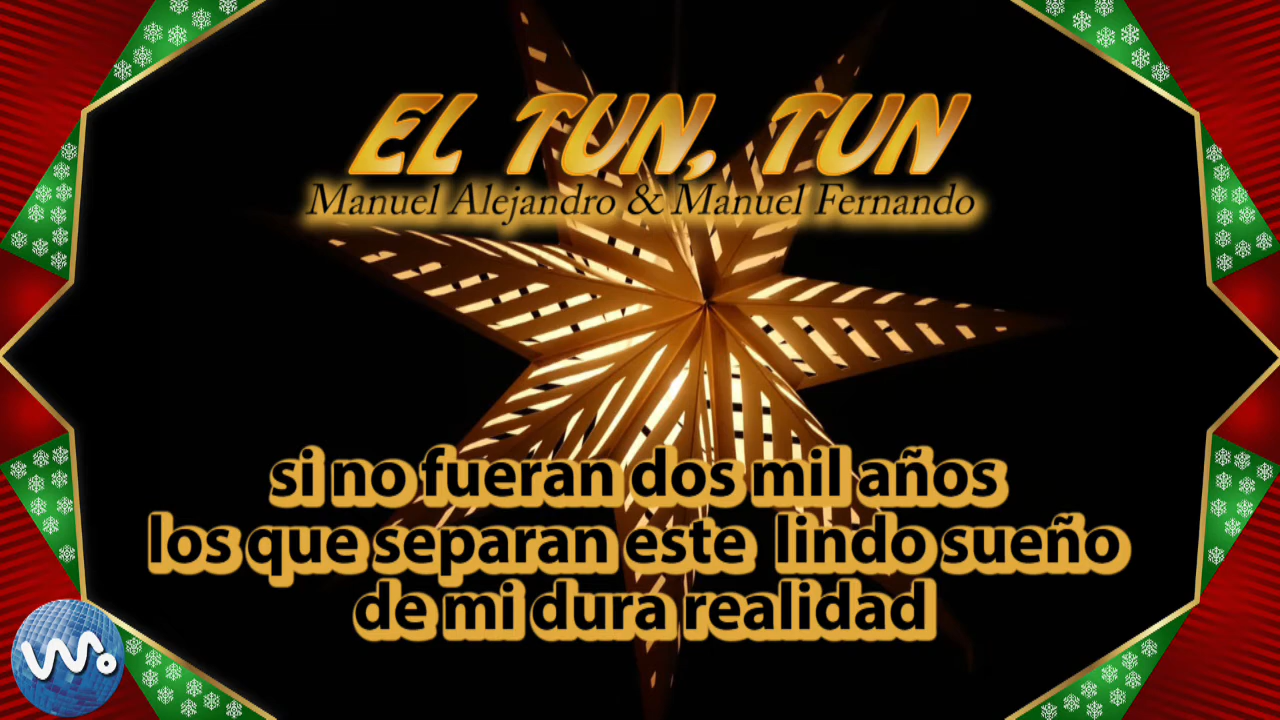 EL TUN, TUN
Manuel Alejandro & Manuel Fernando
si no fueran dos mil años
los que separan este lindo sueño
de mi dura realidad